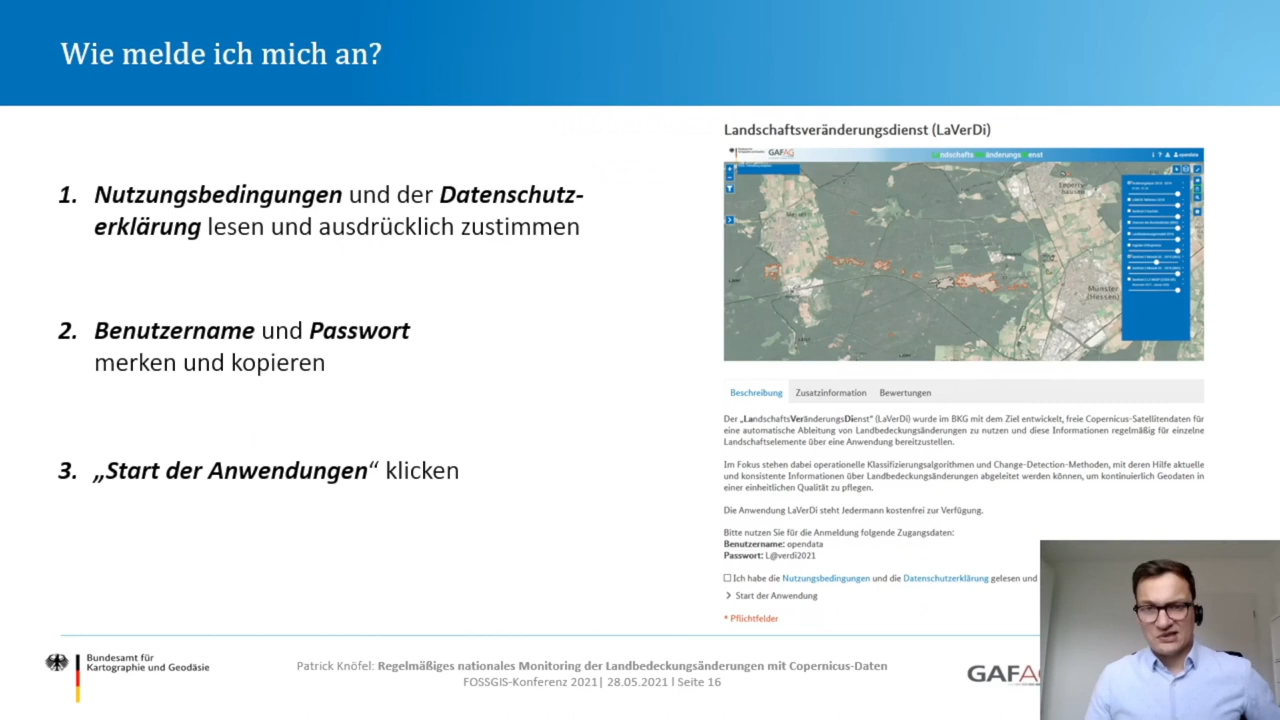 Wie melde ich mich an?
1. Nutzungsbedingungen und der Datenschutz-
erklärung lesen und ausdrücklich zustimmen
2. Benutzername und Passwort
merken und kopieren
3. „Start der Anwendungen“ klicken
Landschaftsveränderungsdienst (LaVerDi)
GAFAG
Münster
(Hessen)
Beschreibung Zusatzinformation Bewertungen
Der „LandschaftsVeränderungsDienst“ (LaVerDi) wurde im BKG mit dem Ziel entwickelt, freie Copernicus-Satellitendaten für
eine automatische Ableitung von Landbedeckungsänderungen zu nutzen und diese Informationen regelmäßig für einzelne
Landschaftselemente über eine Anwendung bereitzustellen.
Im Fokus stehen dabei operationelle Klassifizierungsalgorithmen und Change-Detection-Methoden, mit deren Hilfe aktuelle
und konsistente Informationen über Landbedeckungsänderungen abgeleitet werden können, um kontinuierlich Geodaten in
einer einheitlichen Qualität zu pflegen.
Die Anwendung LaVerDi steht Jedermann kostenfrei zur Verfügung.
Bitte nutzen Sie für die Anmeldung folgende Zugangsdaten:
Benutzername: opendata
Passwort: L@verdi2021
Ich habe die Nutzungsbedingungen und die Datenschutzerklärung gelesen und
Start der Anwendung
* Pflichtfelder
Bundesamt für
Kartographie und Geodäsie
Patrick Knöfel: Regelmäßiges nationales Monitoring der Landbedeckungsänderungen mit Copernicus-Daten
FOSSGIS-Konferenz 2021| 28.05.2021 I Seite 16
GAFAG